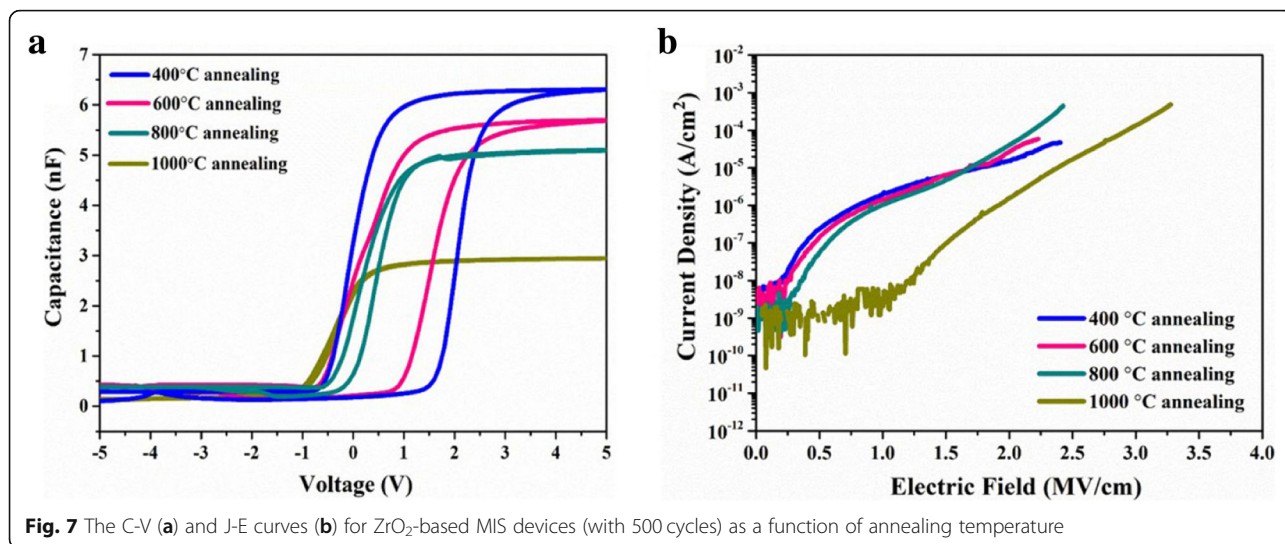 a
7
6
5
4
3
2
1
0
Capacitance (nF)
400°C annealing
600°C annealing
800°C annealing
1000°C annealing
-5 -4 -3 -2 -1 0 1 2 3 4 5
Voltage (V)
b
10⁻²
10⁻³
10⁻⁴
10⁻⁵
10⁻⁶
10⁻⁷
10⁻⁸
10⁻⁹
10⁻¹⁰
10⁻¹¹
10⁻¹²
Current Density (A/cm²)
400 °C annealing
600 °C annealing
800 °C annealing
1000 °C annealing
0.0 0.5 1.0 1.5 2.0 2.5 3.0 3.5 4.0
Electric Field (MV/cm)
Fig. 7 The C-V (a) and J-E curves (b) for ZrO₂-based MIS devices (with 500 cycles) as a function of annealing temperature